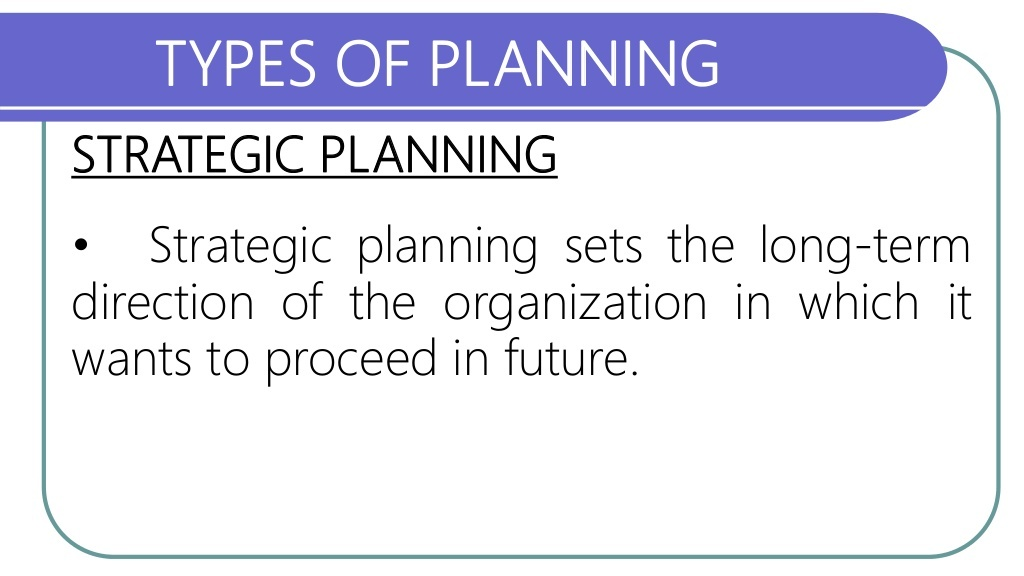 TYPES OF PLANNING
STRATEGIC PLANNING
• Strategic planning sets the long-term
direction of the organization in which it
wants to proceed in future.